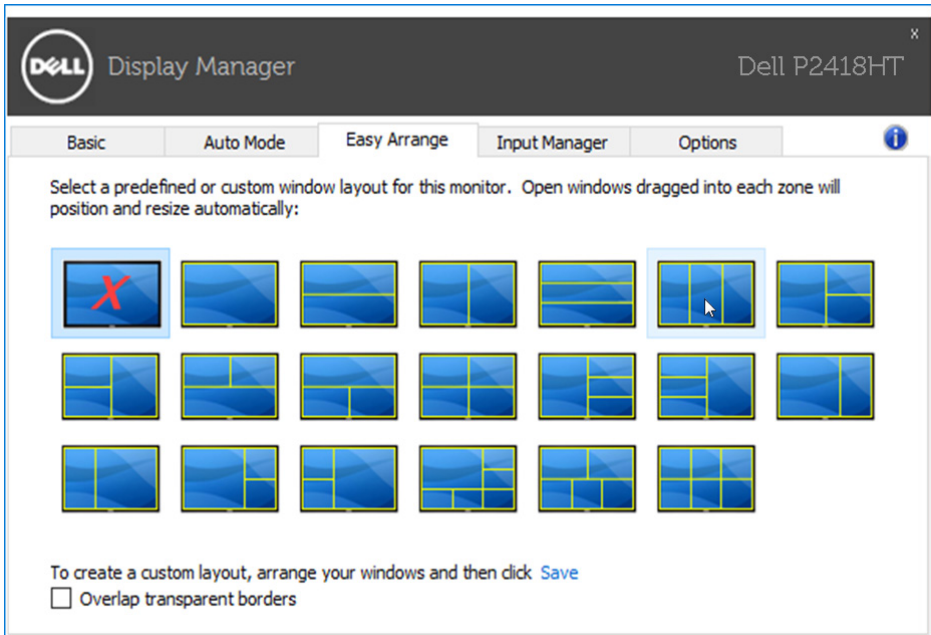 x
DELL Display Manager Dell P2418HT
Basic Auto Mode Easy Arrange Input Manager Options i
Select a predefined or custom window layout for this monitor. Open windows dragged into each zone will
position and resize automatically:
X
To create a custom layout, arrange your windows and then click Save
Overlap transparent borders